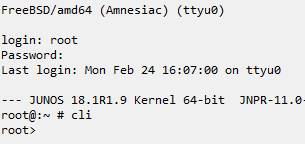 FreeBSD/amd64 (Amnesiac) (ttyu0)
login: root
Password:
Last login: Mon Feb 24 16:07:00 on ttyu0
--- JUNOS 18.1R1.9 Kernel 64-bit  JNPR-11.0-
root@:~ # cli
root>